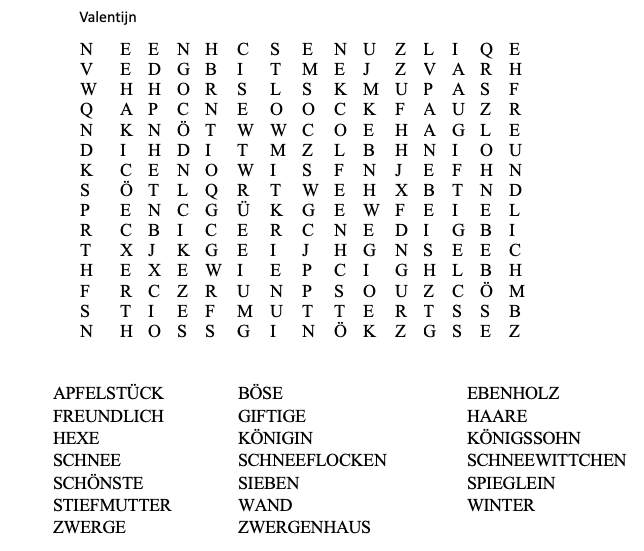 Valentijn
N E E N H C S E N U Z L I Q E
V E D G B I T M E J Z V A R H
W H H O R S L S K M U P A S F
Q A P C N E O O C K F A U Z R
N K N Ö T W W C O E H A G L E
D I H D I T M Z L B H N I O U
K C E N O W I S F N J E F H N
S Ö T L Q R T W E H X B T N D
P E N C G Ü K G E W F E I E L
R C B I C E R C N E D I G B I
T X J K G E I J H G N S E E C
H E X E W I E P C I G H L B H
F R C Z R U N P S O U Z C Ö M
S T I E F M U T T E R T S S B
N H O S S G I N Ö K Z G S E Z
APFELSTÜCK BÖSE EBENHOLZ
FREUNDLICH GIFTIGE HAARE
HEXE KÖNIGIN KÖNIGSSOHN
SCHNEE SCHNEEFLOCKEN SCHNEEWITTCHEN
SCHÖNSTE SIEBEN SPIEGLEIN
STIEFMUTTER WAND WINTER
ZWERGE ZWERGENHAUS